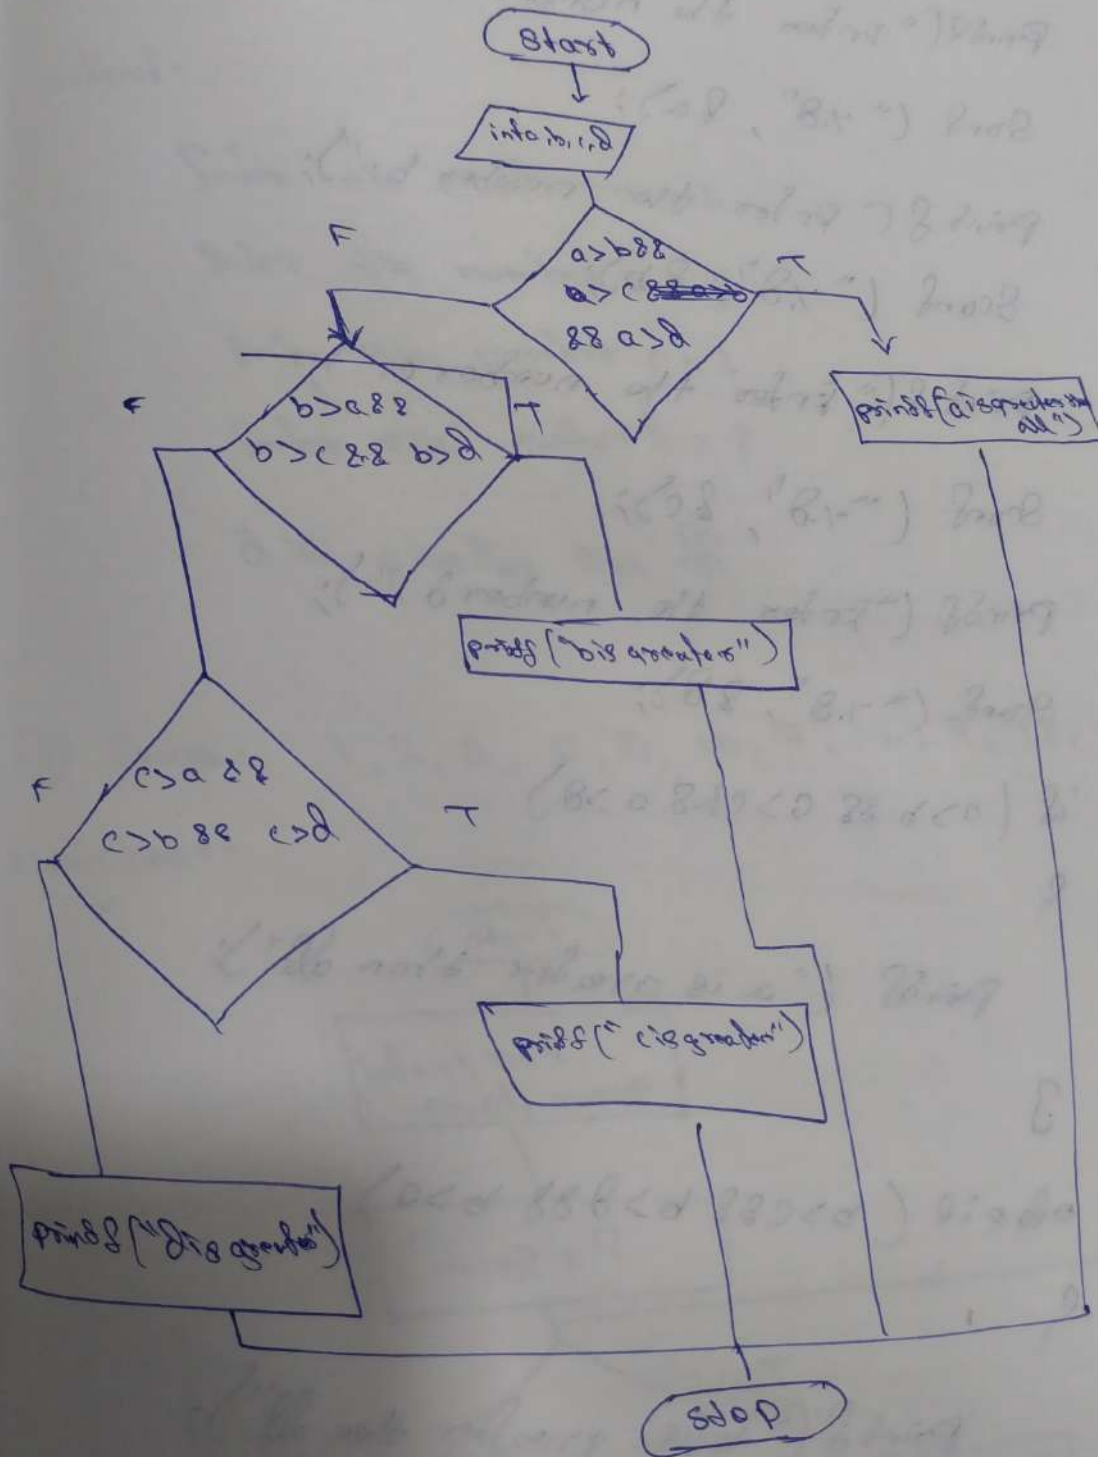 Start
int a, b, c, d
F
T
a > b &&
a > c
&& a > d
printf("a is greater than
all")
F
T
b > a &&
b > c && b > d
printf("b is greater")
F
T
c > a &&
c > b && c > d
printf("c is greater")
printf("d is greater")
stop